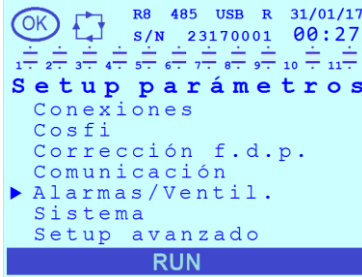 OK R8 485 USB R 31/01/17
S/N 23170001 00:27
1 2 3 4 5 6 7 8 9 10 11
Setup parámetros
Conexiones
Cosfi
Corrección f.d.p.
Comunicación
▶ Alarmas/Ventil.
Sistema
Setup avanzado
RUN